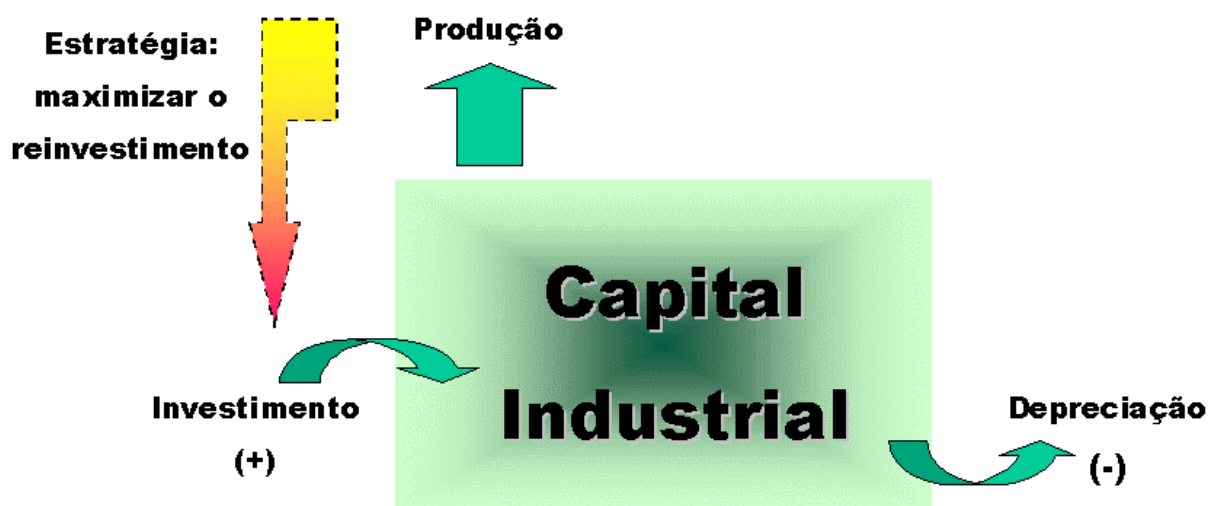 Estratégia:
maximizar o
reinvestimento
Produção
Capital
Industrial
Investimento
(+)
Depreciação
(-)